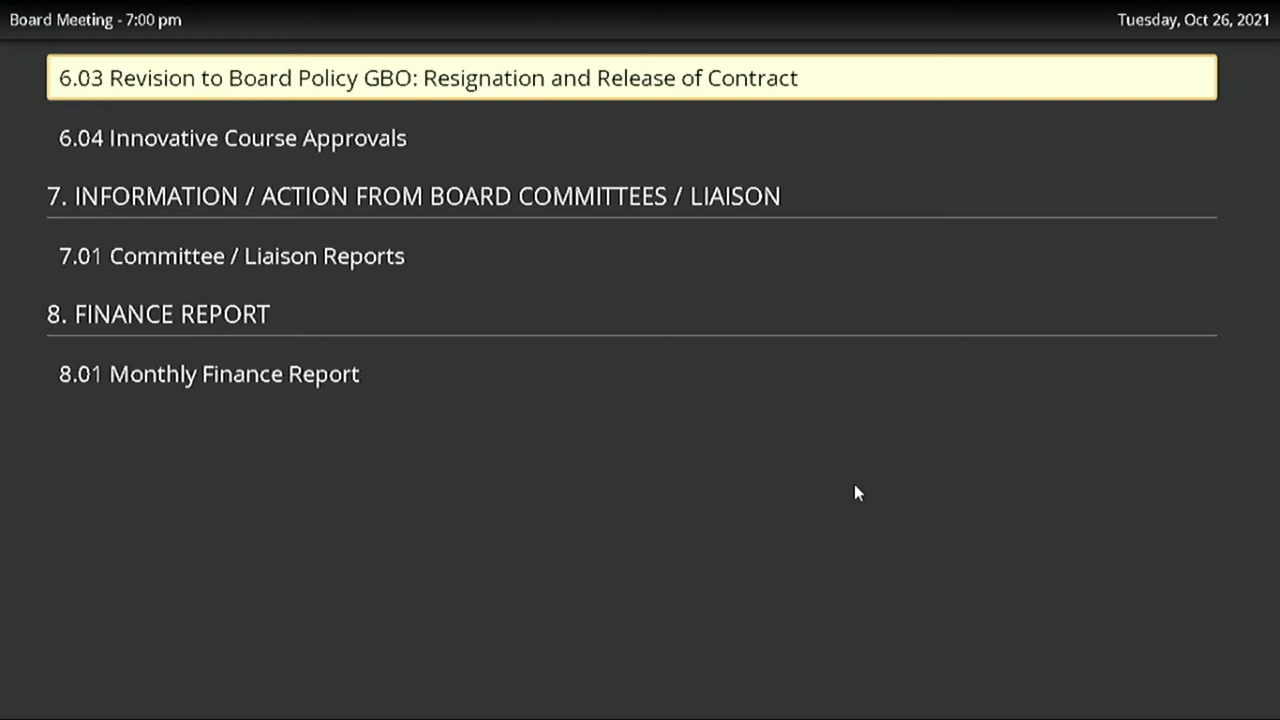 Board Meeting - 7:00 pm
Tuesday, Oct 26, 2021
6.03 Revision to Board Policy GBO: Resignation and Release of Contract
6.04 Innovative Course Approvals
7. INFORMATION / ACTION FROM BOARD COMMITTEES / LIAISON
7.01 Committee / Liaison Reports
8. FINANCE REPORT
8.01 Monthly Finance Report